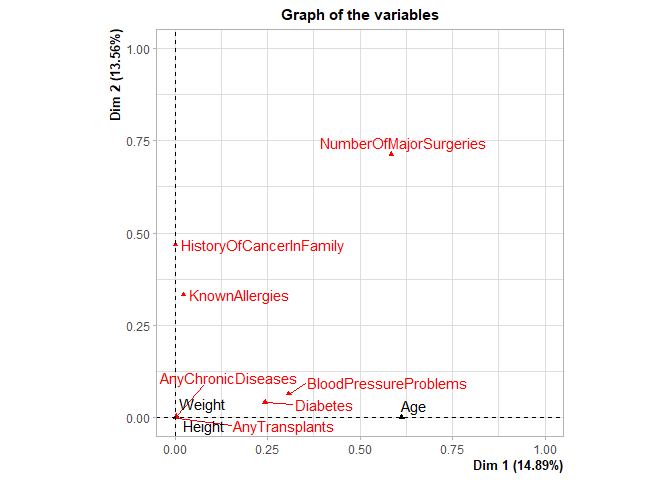 Graph of the variables
Dim 2 (13.56%)
1.00
0.75
0.50
0.25
0.00
NumberOfMajorSurgeries
HistoryOfCancerInFamily
KnownAllergies
AnyChronicDiseases
BloodPressureProblems
Weight
Diabetes
Age
Height
AnyTransplants
0.00 0.25 0.50 0.75 1.00
Dim 1 (14.89%)